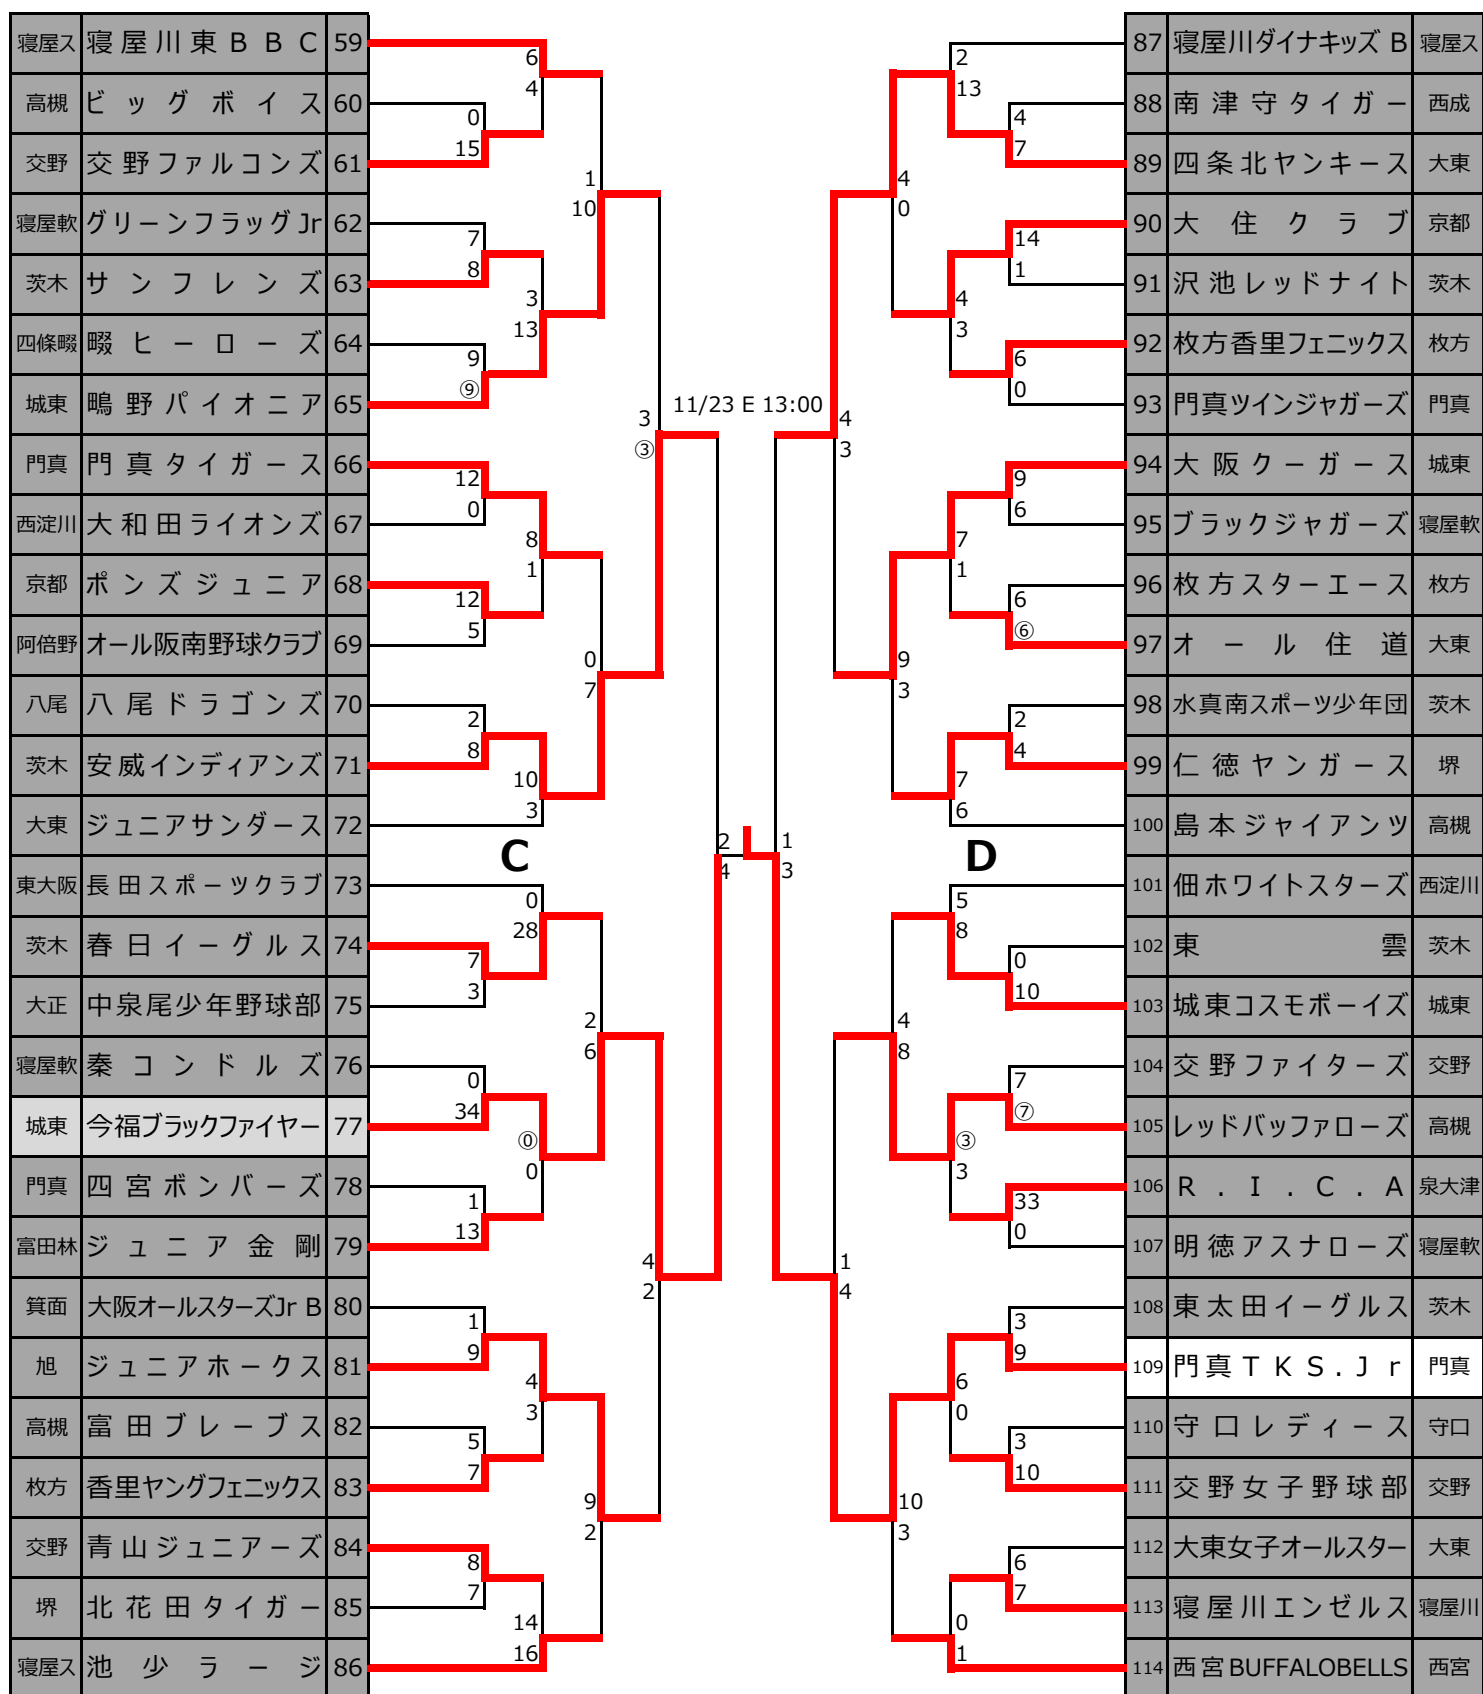 寝屋ス 寝屋川東BBC 59
高槻 ビッグボイス 60
交野 交野ファルコンズ 61
寝屋軟 グリーンフラッグJr 62
茨木 サンフレンズ 63
四條畷 畷ヒーローズ 64
城東 鴫野パイオニア 65
門真 門真タイガース 66
西淀川 大和田ライオンズ 67
京都 ポンズジュニア 68
阿倍野 オール阪南野球クラブ 69
八尾 八尾ドラゴンズ 70
茨木 安威インディアンズ 71
大東 ジュニアサンダース 72
東大阪 長田スポーツクラブ 73
茨木 春日イーグルス 74
大正 中泉尾少年野球部 75
寝屋軟 秦コンドルズ 76
城東 今福ブラックファイヤー 77
門真 四宮ボンバーズ 78
富田林 ジュニア金剛 79
箕面 大阪オールスターズJr B 80
旭 ジュニアホークス 81
高槻 富田ブレーブス 82
枚方 香里ヤングフェニックス 83
交野 青山ジュニアーズ 84
堺 北花田タイガー 85
寝屋ス 池少ラージ 86
6
4
0
15
7
8
9
⑨
12
0
12
5
2
8
7
3
0
34
1
13
1
9
5
7
8
7
3
13
8
1
10
3
0
28
⓪
0
4
3
14
16
1
10
0
7
2
6
9
2
3
③
4
2
2
4
C
11/23 E 13:00
D
1
3
4
3
1
4
4
0
9
3
4
8
10
3
2
13
4
3
7
1
7
6
5
8
③
3
6
0
0
1
4
7
14
1
6
0
9
6
6
⑥
2
4
0
10
7
⑦
33
0
3
9
3
10
6
7
87 寝屋川ダイナキッズ B 寝屋ス
88 南津守タイガー 西成
89 四条北ヤンキース 大東
90 大住クラブ 京都
91 沢池レッドナイト 茨木
92 枚方香里フェニックス 枚方
93 門真ツインジャガーズ 門真
94 大阪クーガース 城東
95 ブラックジャガーズ 寝屋軟
96 枚方スターエース 枚方
97 オール住道 大東
98 水真南スポーツ少年団 茨木
99 仁徳ヤンガース 堺
100 島本ジャイアンツ 高槻
101 佃ホワイトスターズ 西淀川
102 東雲 茨木
103 城東コスモボーイズ 城東
104 交野ファイターズ 交野
105 レッドバッファローズ 高槻
106 R.I.C.A 泉大津
107 明徳アスナローズ 寝屋軟
108 東太田イーグルス 茨木
109 門真TKS.Jr 門真
110 守口レディース 守口
111 交野女子野球部 交野
112 大東女子オールスター 大東
113 寝屋川エンゼルス 寝屋川
114 西宮BUFFALOBELLS 西宮